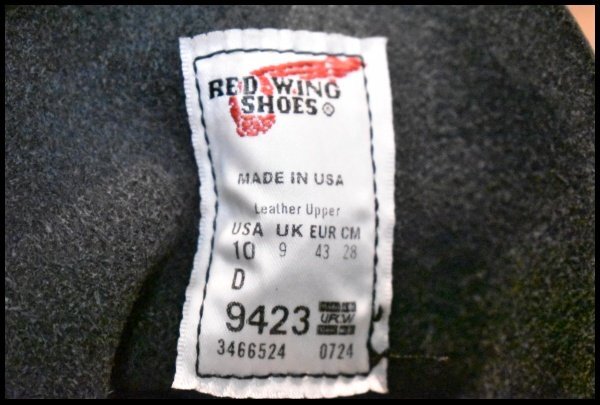 RED WING
SHOES®
MADE IN USA
Leather Upper
USA UK EUR CM
10 9 43 28
D
9423 UFCW
3466524 0724